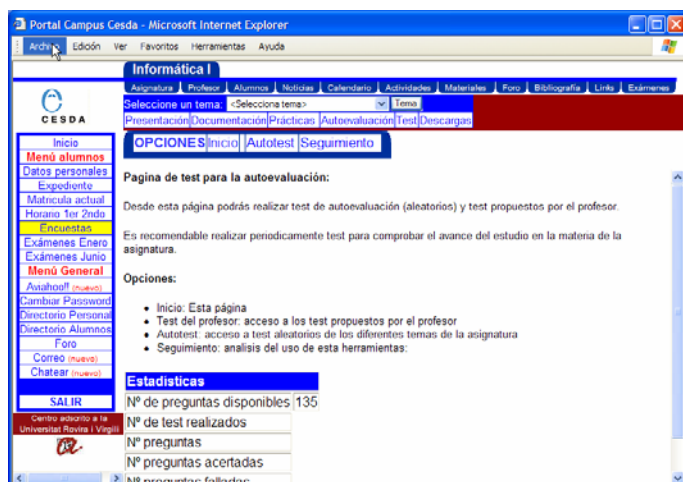 Portal Campus Cesda - Microsoft Internet Explorer
Archivo Edición Ver Favoritos Herramientas Ayuda
Informática I
Asignatura Profesor Alumnos Noticias Calendario Actividades Materiales Foro Bibliografía Links Exámenes
Seleccione un tema: <Selecciona tema> Tema
Presentación Documentación Prácticas Autoevaluación Test Descargas
CESDA
OPCIONES Inicio Autotest Seguimiento
Inicio
Menú alumnos
Datos personales
Expediente
Matricula actual
Horario 1er 2ndo
Encuestas
Exámenes Enero
Exámenes Junio
Menú General
Aviahoo!! (nuevo)
Cambiar Password
Directorio Personal
Directorio Alumnos
Foro
Correo (nuevo)
Chatear (nuevo)
SALIR
Centro adscrito a la
Universitat Rovira i Virgili
Pagina de test para la autoevaluación:
Desde esta página podrás realizar test de autoevaluación (aleatorios) y test propuestos por el profesor.
Es recomendable realizar periodicamente test para comprobar el avance del estudio en la materia de la
asignatura.
Opciones:
• Inicio: Esta página
• Test del profesor: acceso a los test propuestos por el profesor
• Autotest: acceso a test aleatorios de los diferentes temas de la asignatura
• Seguimiento: analisis del uso de esta herramientas:
Estadisticas
Nº de preguntas disponibles 135
Nº de test realizados
Nº preguntas
Nº preguntas acertadas
Nº preguntas falladas